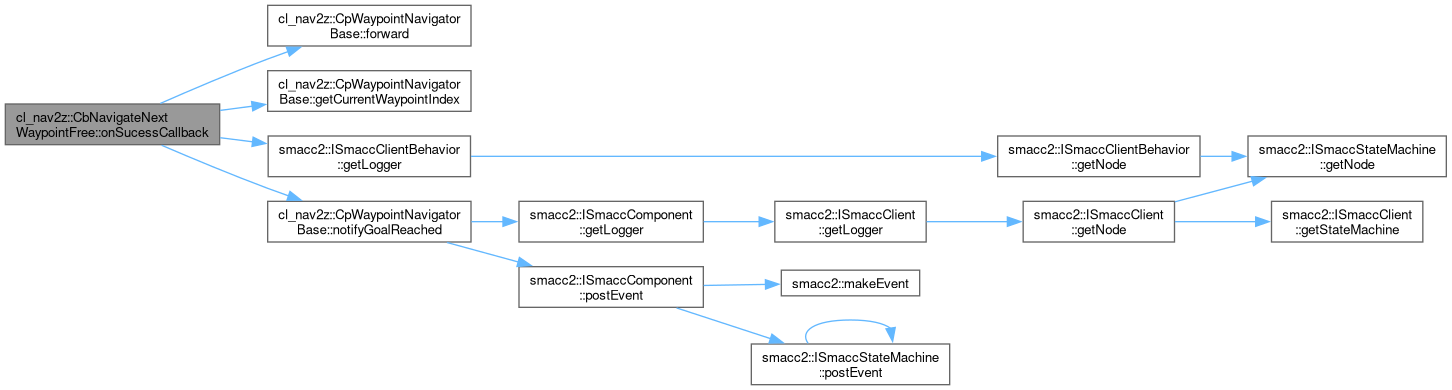 cl_nav2z::CpWaypointNavigator
Base::forward
cl_nav2z::CpWaypointNavigator
Base::getCurrentWaypointIndex
cl_nav2z::CbNavigateNext
WaypointFree::onSucessCallback
smacc2::ISmaccClientBehavior
::getLogger
smacc2::ISmaccClientBehavior
::getNode
smacc2::ISmaccStateMachine
::getNode
cl_nav2z::CpWaypointNavigator
Base::notifyGoalReached
smacc2::ISmaccComponent
::getLogger
smacc2::ISmaccClient
::getLogger
smacc2::ISmaccClient
::getNode
smacc2::ISmaccClient
::getStateMachine
smacc2::ISmaccComponent
::postEvent
smacc2::makeEvent
smacc2::ISmaccStateMachine
::postEvent